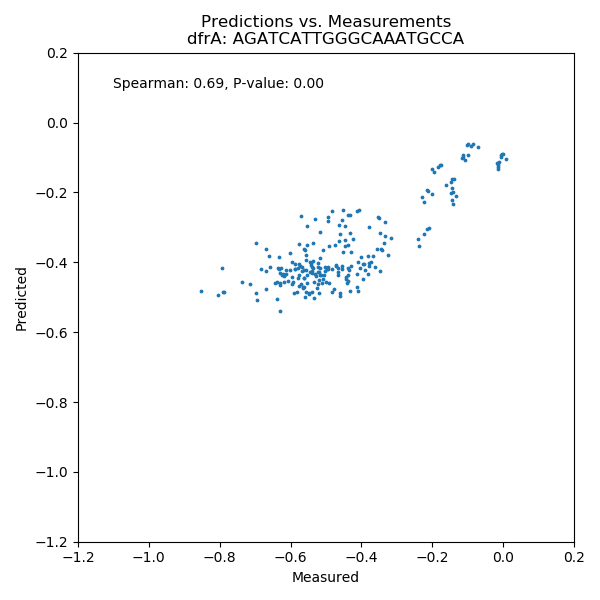 Predictions vs. Measurements
dfrA: AGATCATTGGGCAAATGCCA
Spearman: 0.69, P-value: 0.00
0.2
0.0
−0.2
−0.4
−0.6
−0.8
−1.0
−1.2
Predicted
−1.2 −1.0 −0.8 −0.6 −0.4 −0.2 0.0 0.2
Measured